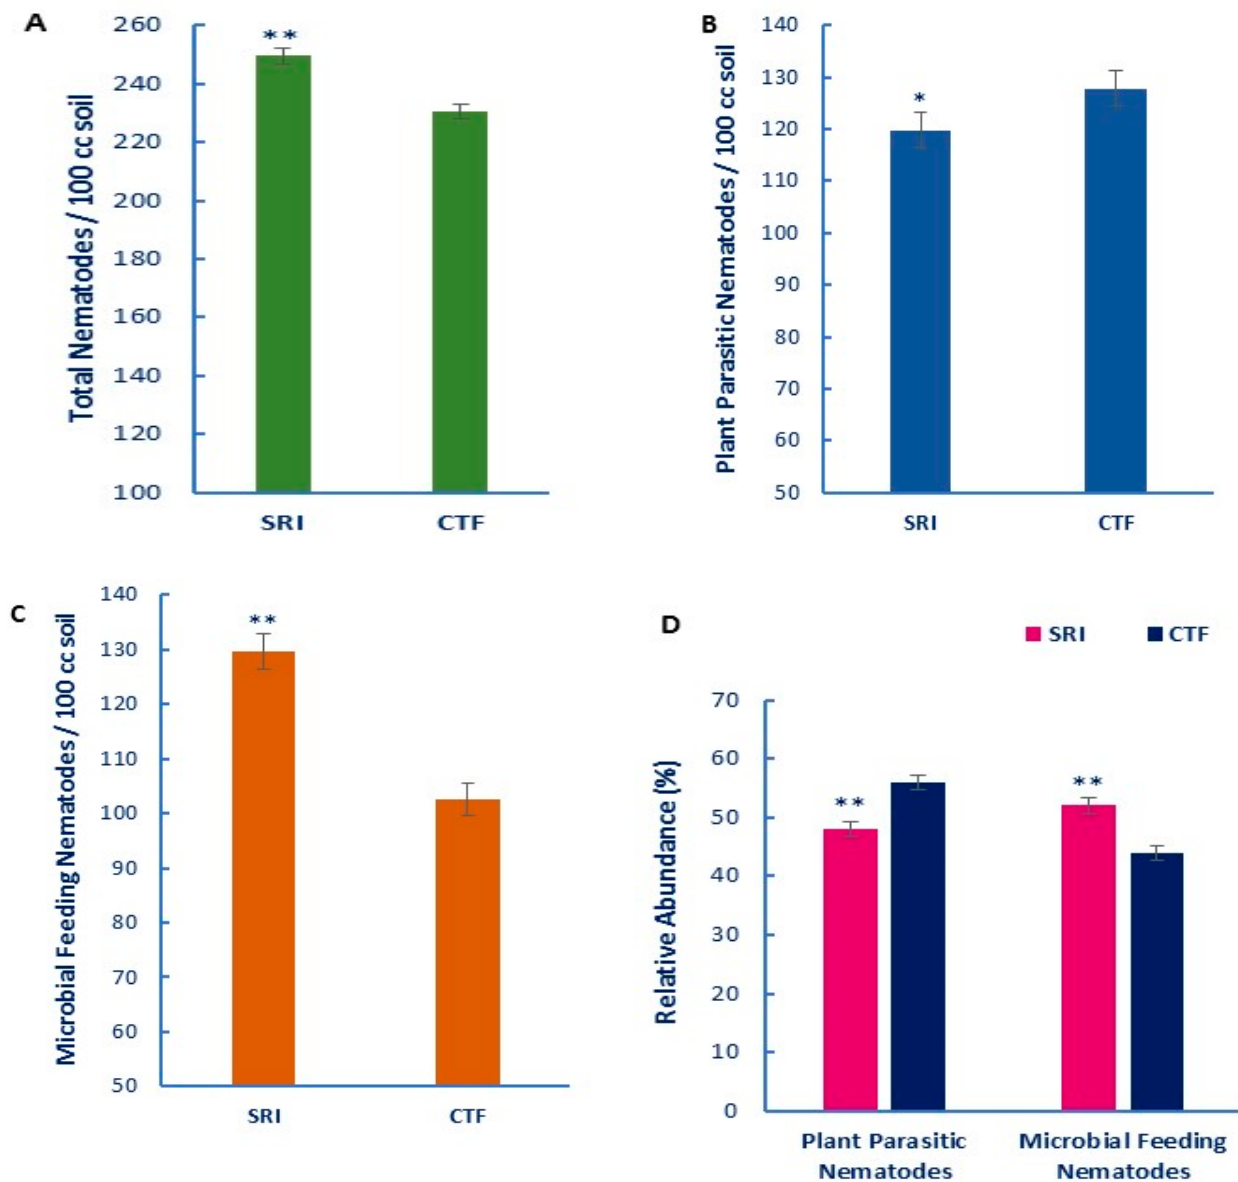 A
Total Nematodes / 100 cc soil
260
240
220
200
180
160
140
120
100
**
SRI
CTF
B
Plant Parasitic Nematodes / 100 cc soil
140
130
120
110
100
90
80
70
60
50
*
SRI
CTF
C
Microbial Feeding Nematodes / 100 cc soil
140
130
120
110
100
90
80
70
60
50
**
SRI
CTF
D
SRI
CTF
Relative Abundance (%)
70
60
50
40
30
20
10
0
**
**
Plant Parasitic
Nematodes
Microbial Feeding
Nematodes